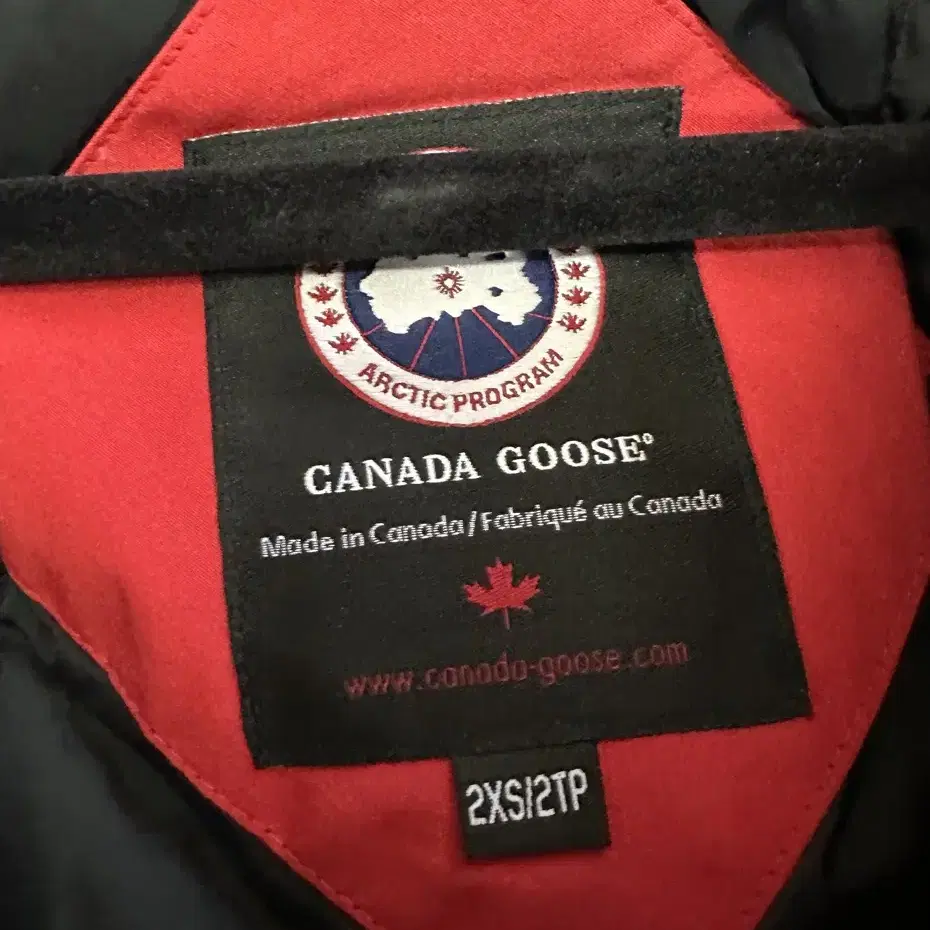 ARCTIC PROGRAM
CANADA GOOSE®
Made in Canada/Fabriqué au Canada
www.canada-goose.com
2XS/2TP